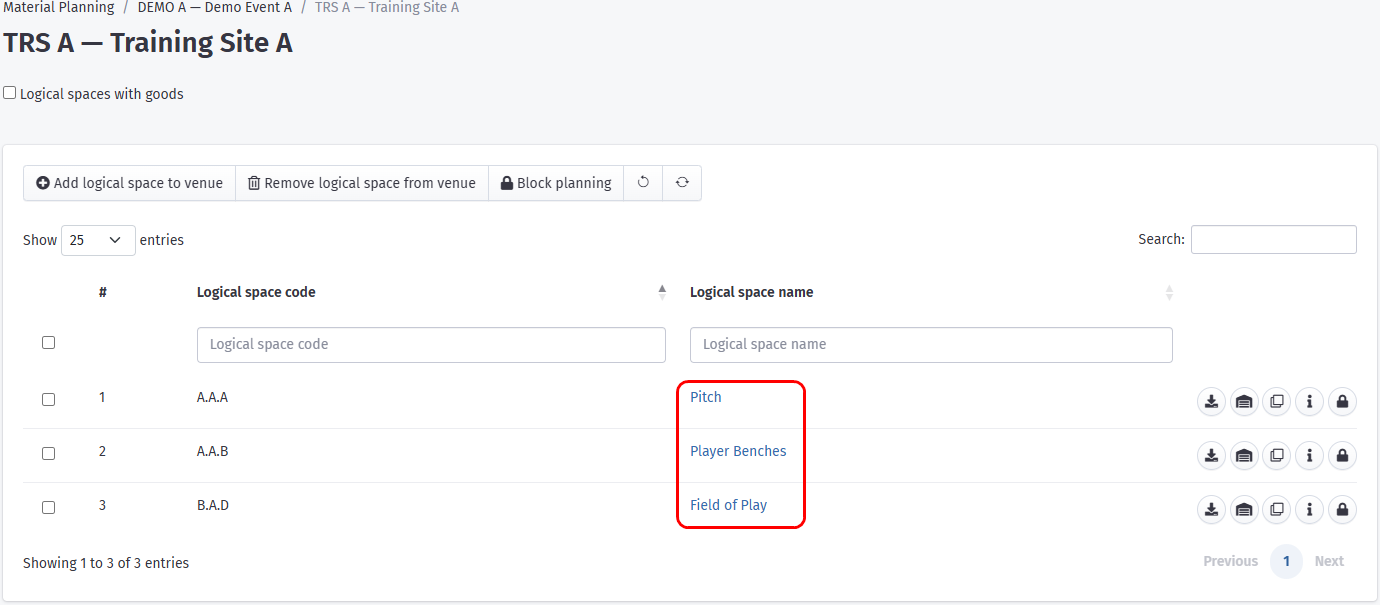 Material Planning / DEMO A — Demo Event A / TRS A — Training Site A
TRS A — Training Site A
Logical spaces with goods
Add logical space to venue Remove logical space from venue Block planning
Show 25 entries Search:
# Logical space code Logical space name
Logical space code Logical space name
1 A.A.A Pitch
2 A.A.B Player Benches
3 B.A.D Field of Play
Showing 1 to 3 of 3 entries Previous 1 Next